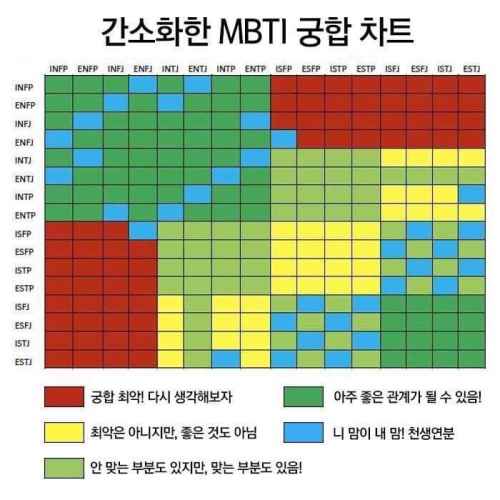 간소화한 MBTI 궁합 차트
INFP ENFP INFJ ENFJ INTJ ENTJ INTP ENTP ISFP ESFP ISTP ESTP ISFJ ESFJ ISTJ ESTJ
INFP
ENFP
INFJ
ENFJ
INTJ
ENTJ
INTP
ENTP
ISFP
ESFP
ISTP
ESTP
ISFJ
ESFJ
ISTJ
ESTJ
궁합 최악! 다시 생각해보자
아주 좋은 관계가 될 수 있음!
최악은 아니지만, 좋은 것도 아님
니 맘이 내 맘! 천생연분
안 맞는 부분도 있지만, 맞는 부분도 있음!